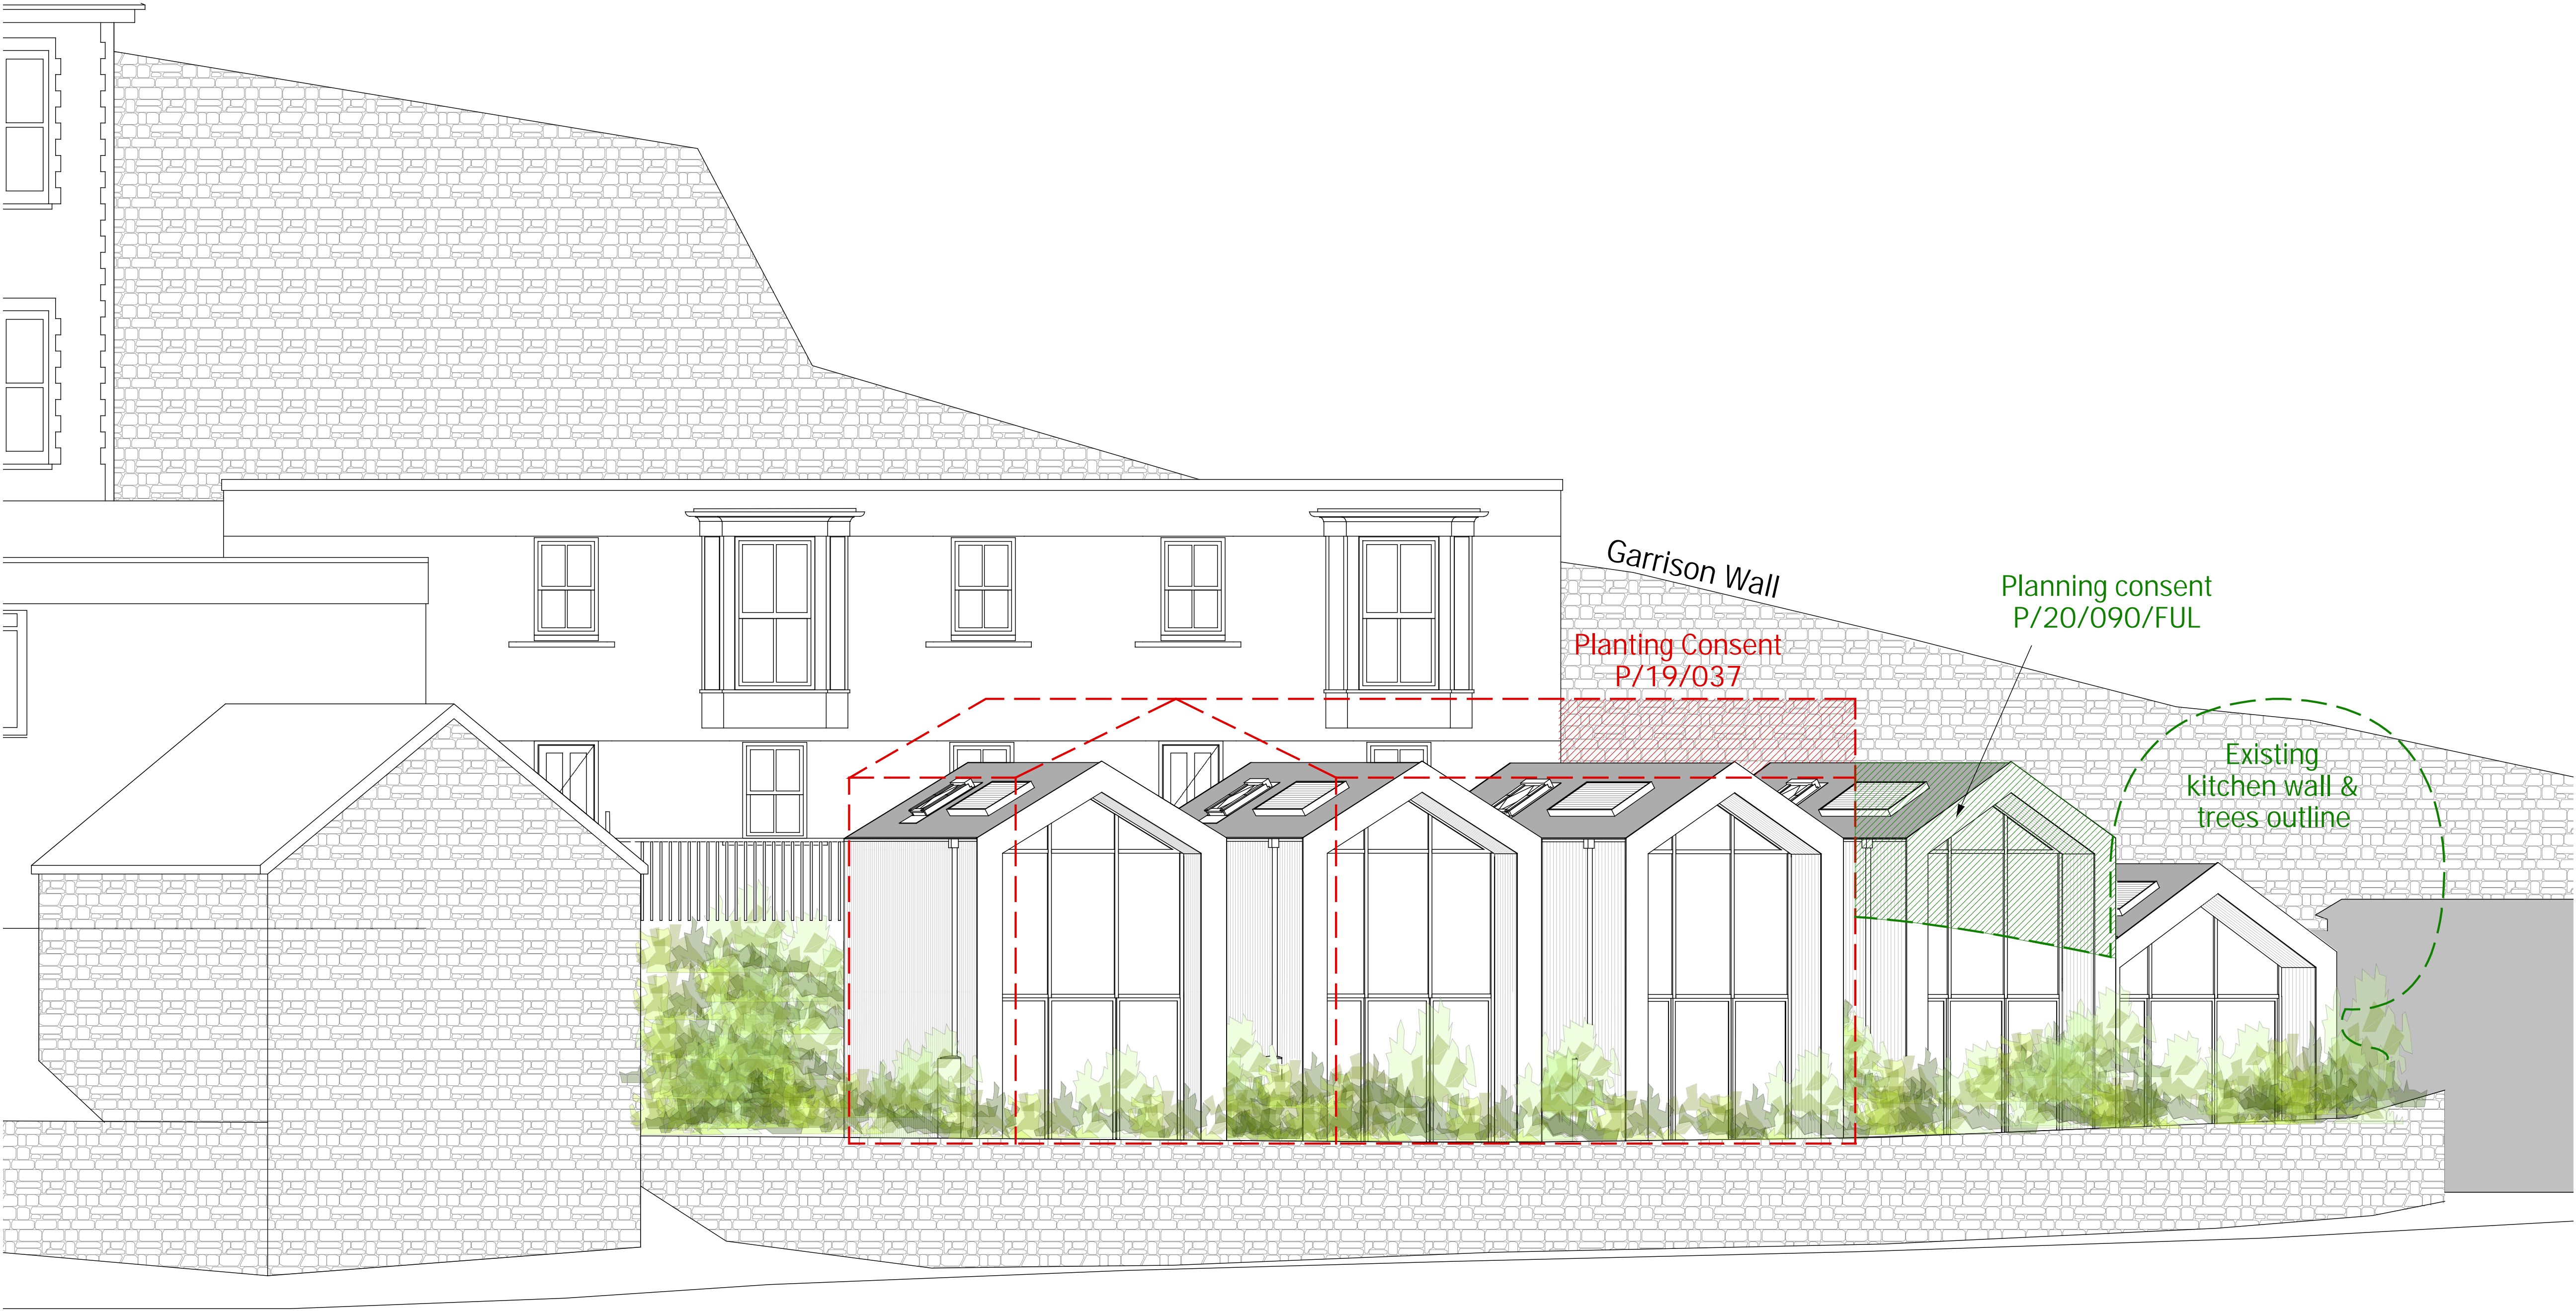 Garrison Wall
Planning consent
P/20/090/FUL
Planting Consent
P/19/037
Existing
kitchen wall &
trees outline